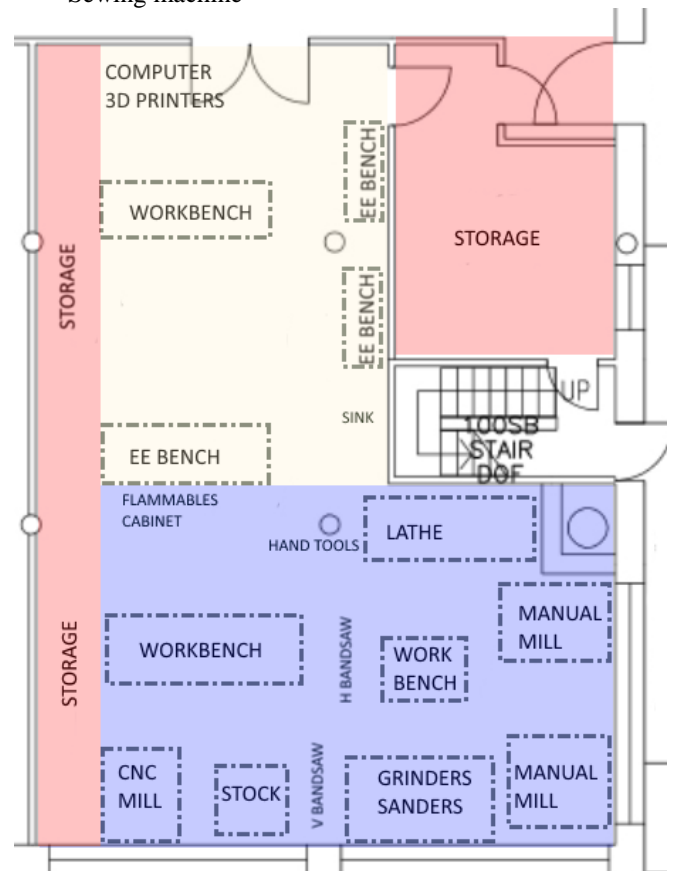 Sewing machine
COMPUTER
3D PRINTERS
EE BENCH
WORKBENCH
STORAGE
STORAGE
EE BENCH
UP
SINK
100SB
STAIR
DOF
EE BENCH
FLAMMABLES
CABINET
HAND TOOLS
LATHE
MANUAL
MILL
STORAGE
WORKBENCH
H BANDSAW
WORK
BENCH
CNC
MILL
STOCK
V BANDSAW
GRINDERS
SANDERS
MANUAL
MILL